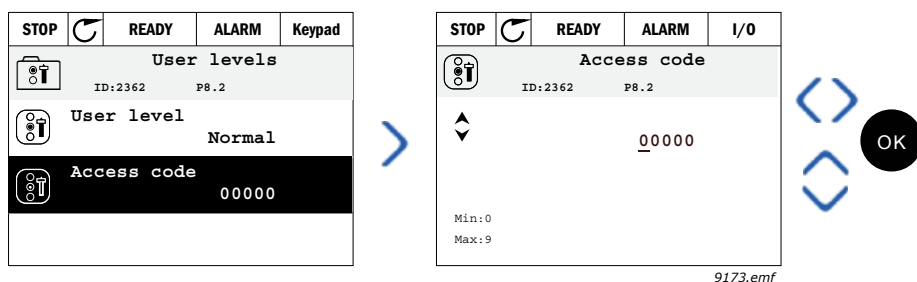 STOP READY ALARM Keypad
User levels
ID:2362 P8.2
User level
Normal
Access code
00000
STOP READY ALARM I/O
Access code
ID:2362 P8.2
00000
Min:0
Max:9
OK
9173.emf